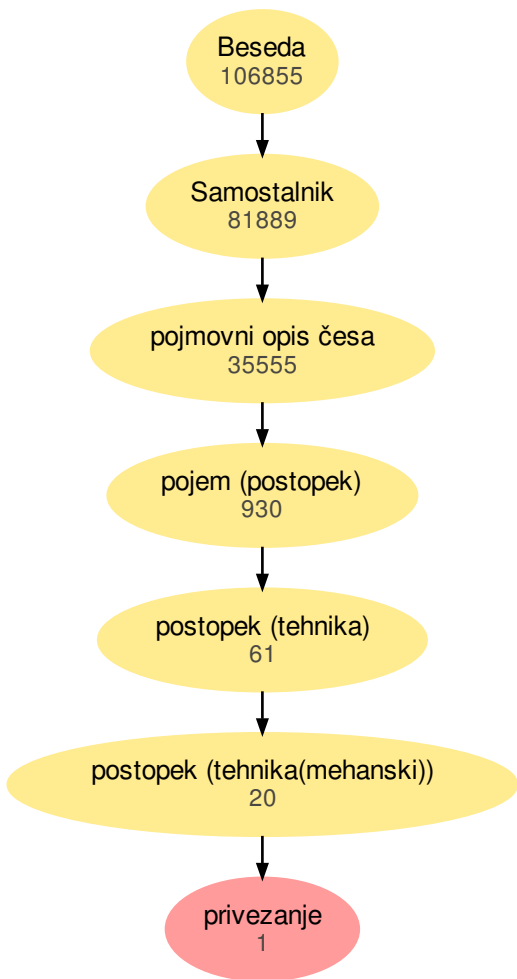 Beseda
106855
Samostalnik
81889
pojmovni opis česa
35555
pojem (postopek)
930
postopek (tehnika)
61
postopek (tehnika(mehanski))
20
privezanje
1